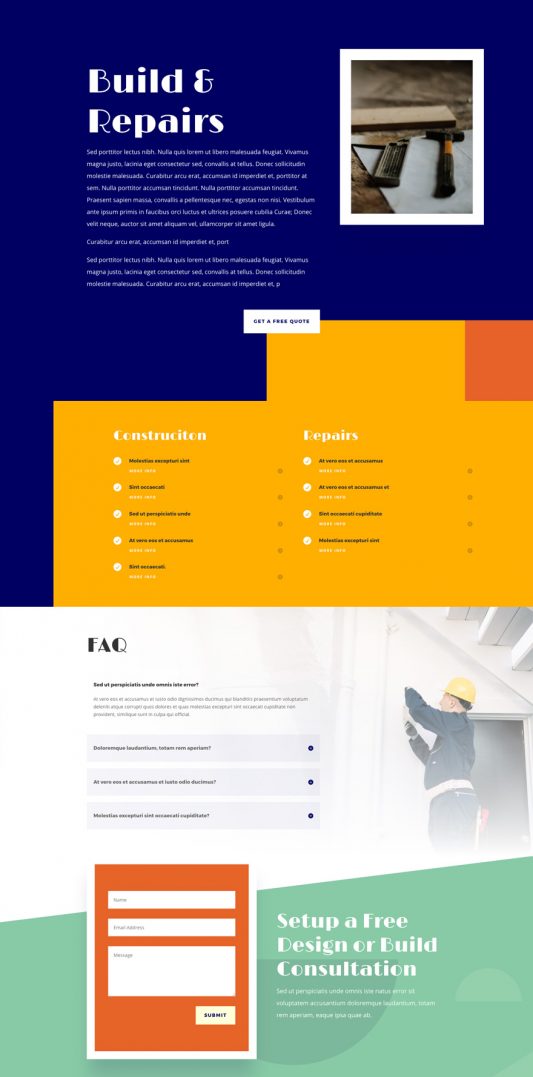 Build &
Repairs
Sed porttitor lectus nibh. Nulla quis lorem ut libero malesuada feugiat. Vivamus
magna justo, lacinia eget consectetur sed, convallis at tellus. Donec sollicitudin
molestie malesuada. Curabitur arcu erat, accumsan id imperdiet et, porttitor at
sem. Nulla porttitor accumsan tincidunt. Nulla porttitor accumsan tincidunt.
Praesent sapien massa, convallis a pellentesque nec, egestas non nisi. Vestibulum
ante ipsum primis in faucibus orci luctus et ultrices posuere cubilia Curae; Donec
velit neque, auctor sit amet aliquam vel, ullamcorper sit amet ligula.
Curabitur arcu erat, accumsan id imperdiet et, port
Sed porttitor lectus nibh. Nulla quis lorem ut libero malesuada feugiat. Vivamus
magna justo, lacinia eget consectetur sed, convallis at tellus. Donec sollicitudin
molestie malesuada. Curabitur arcu erat, accumsan id imperdiet et, p
GET A FREE QUOTE
Construciton
Molestias excepturi sint
MORE INFO
Sint occaecati
MORE INFO
Sed ut perspiciatis unde
MORE INFO
At vero eos et accusamus
MORE INFO
Sint occaecati.
MORE INFO
Repairs
At vero eos et accusamus
MORE INFO
At vero eos et accusamus et
MORE INFO
Sint occaecati cupiditate
MORE INFO
Molestias excepturi sint
MORE INFO
FAQ
Sed ut perspiciatis unde omnis iste error?
At vero eos et accusamus et iusto odio dignissimos ducimus qui blanditiis praesentium voluptatum
deleniti atque corrupti quos dolores et quas molestias excepturi sint occaecati cupiditate non
provident, similique sunt in culpa qui officiai.
Doloremque laudantium, totam rem aperiam?
At vero eos et accusamus et iusto odio ducimus?
Molestias excepturi sint occaecati cupiditate?
Name
Email Address
Message
SUBMIT
Setup a Free
Design or Build
Consultation
Sed ut perspiciatis unde omnis iste natus error sit
voluptatem accusantium doloremque laudantium, totam
rem aperiam, eaque ipsa quae ab.